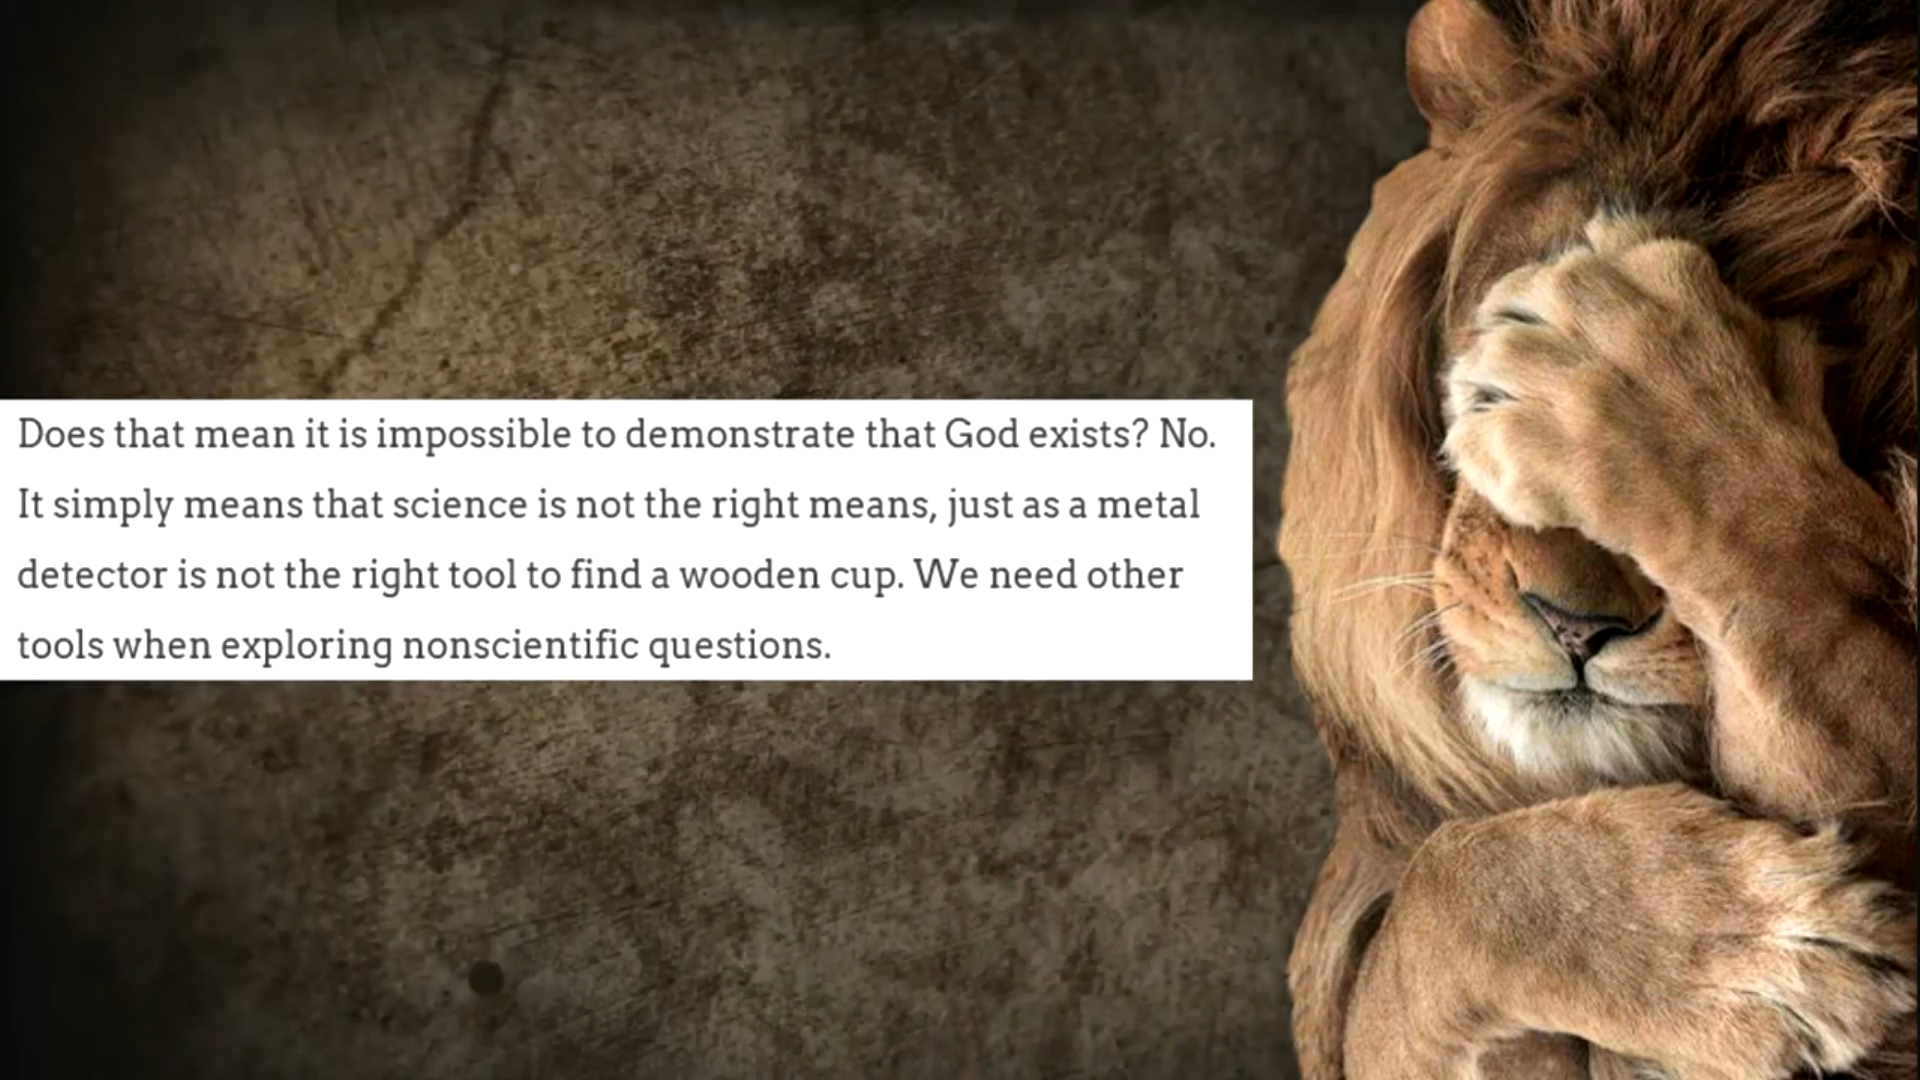 Does that mean it is impossible to demonstrate that God exists? No.
It simply means that science is not the right means, just as a metal
detector is not the right tool to find a wooden cup. We need other
tools when exploring nonscientific questions.